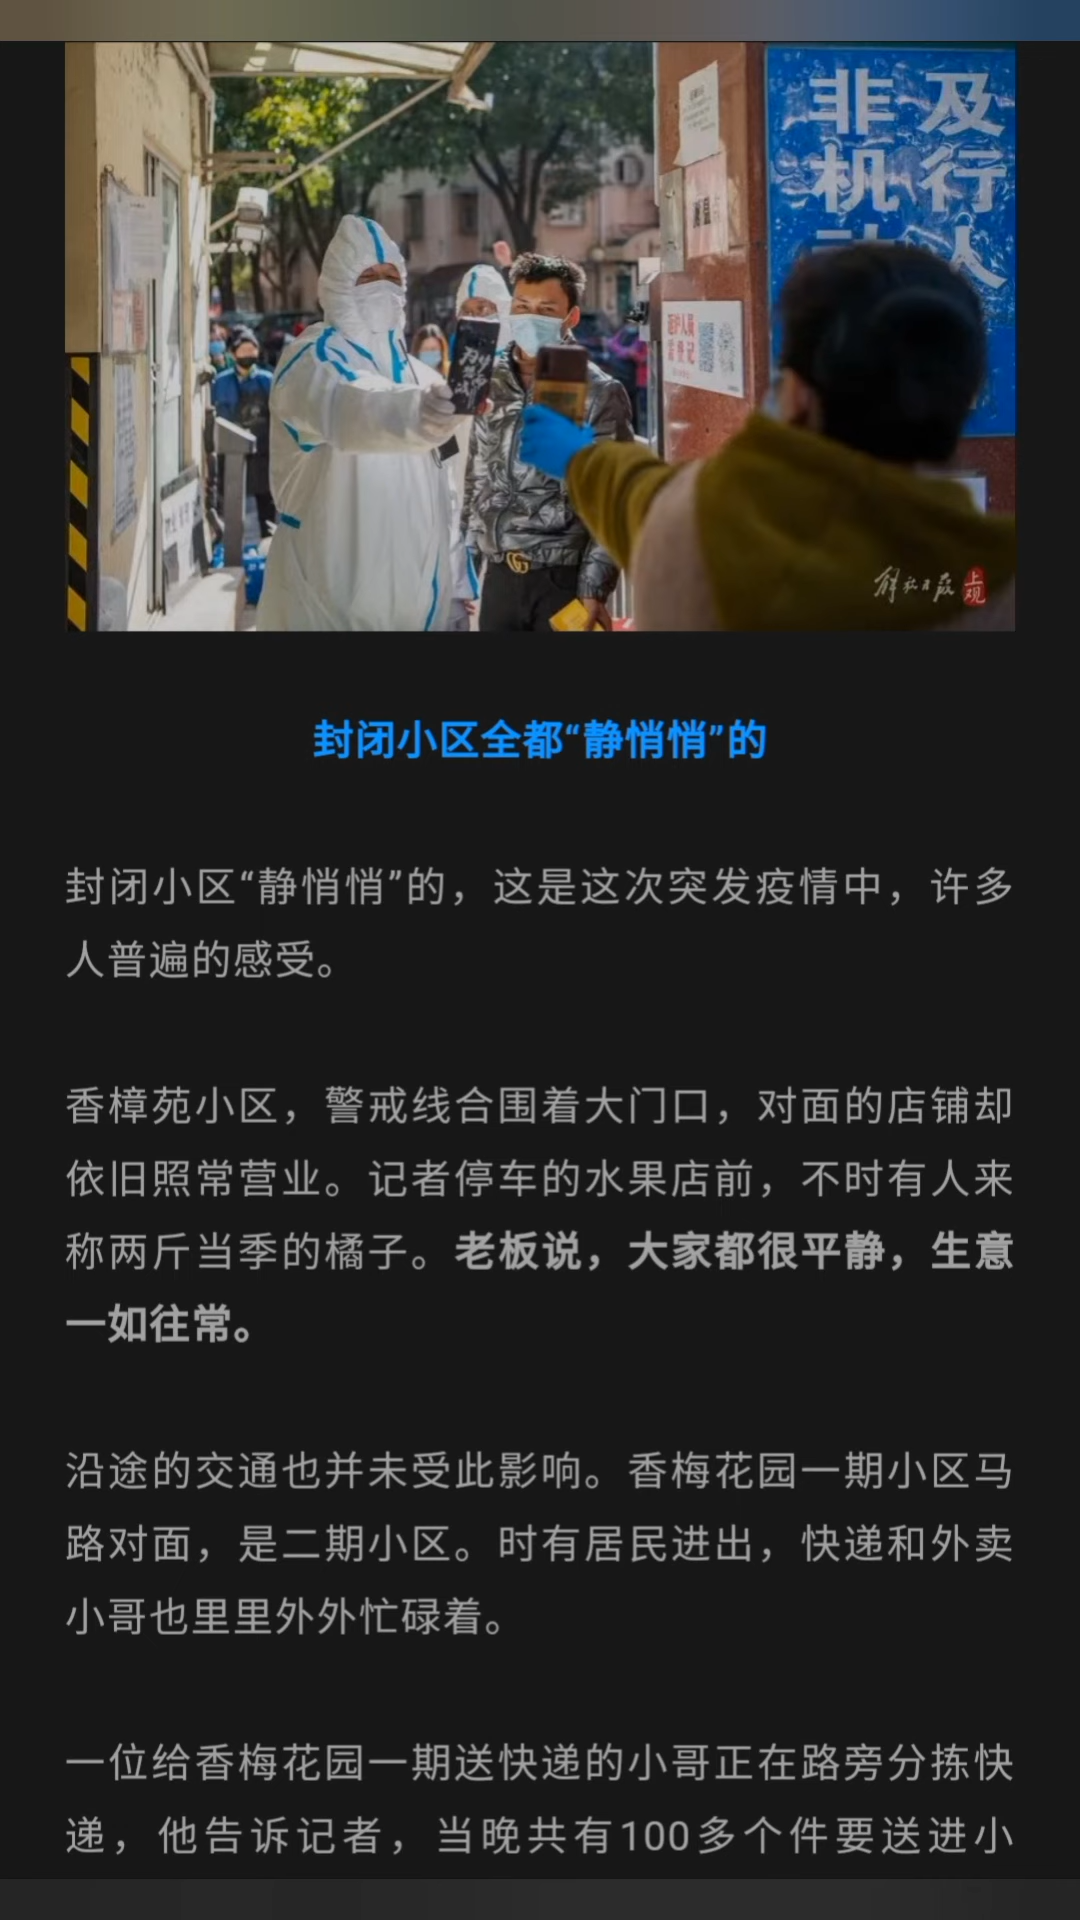 非及
机行
动人
解放日报 上观
封闭小区全都“静悄悄”的
封闭小区“静悄悄”的，这是这次突发疫情中，许多
人普遍的感受。
香樟苑小区，警戒线合围着大门口，对面的店铺却
依旧照常营业。记者停车的水果店前，不时有人来
称两斤当季的橘子。老板说，大家都很平静，生意
一如往常。
沿途的交通也并未受此影响。香梅花园一期小区马
路对面，是二期小区。时有居民进出，快递和外卖
小哥也里里外外忙碌着。
一位给香梅花园一期送快递的小哥正在路旁分拣快
递，他告诉记者，当晚共有100多个件要送进小